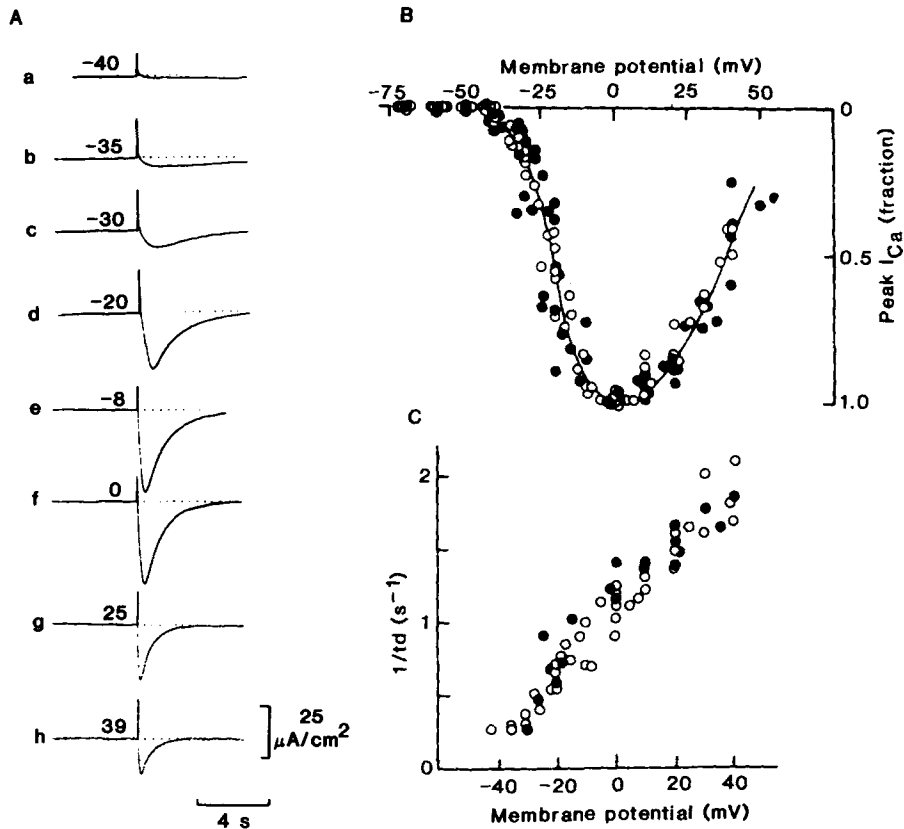 A
a -40
b -35
c -30
d -20
e -8
f 0
g 25
h 39
25
μA/cm²
4 s
B
Membrane potential (mV)
-75 -50 -25 0 25 50
0
0.5
1.0
Peak I_Ca (fraction)
C
2
1
0
1/td (s⁻¹)
-40 -20 0 20 40
Membrane potential (mV)